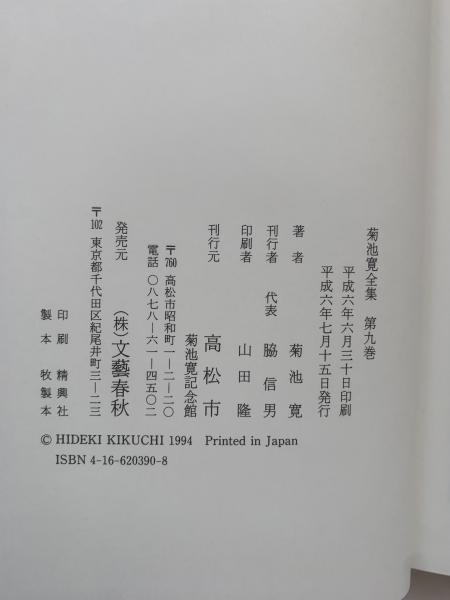 菊池寛全集 第九巻
平成六年六月三十日印刷
平成六年七月十五日発行
著者 菊池寛
刊行者 代表 脇信男
印刷者 山田隆
刊行元 高松市
菊池寛記念館
〒760 高松市昭和町一—二—二〇
電話 〇八七八—六一—四五〇二
発売元 (株)文藝春秋
〒102 東京都千代田区紀尾井町三—二三
印刷 精興社
製本 牧製本
© HIDEKI KIKUCHI 1994 Printed in Japan
ISBN 4-16-620390-8